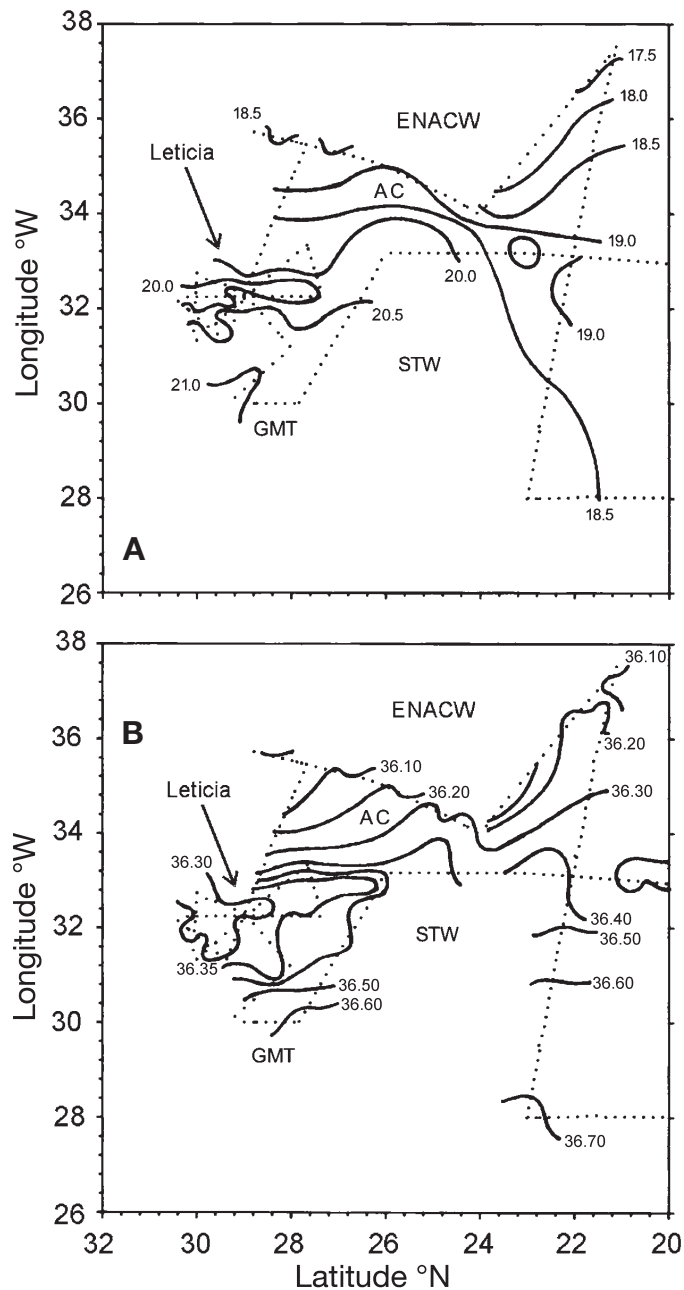 38
36
34
32
30
28
26
Longitude °W
17.5
18.0
18.5
18.5
ENACW
Leticia
AC
19.0
20.0
20.0
20.5
19.0
STW
21.0
GMT
18.5
A
38
36
34
32
30
28
26
Longitude °W
36.10
ENACW
B
36.20
36.10
Leticia
36.20
36.30
AC
36.30
STW
36.40
36.50
36.35
36.50
36.60
36.60
GMT
36.70
32 30 28 26 24 22 20
Latitude °N